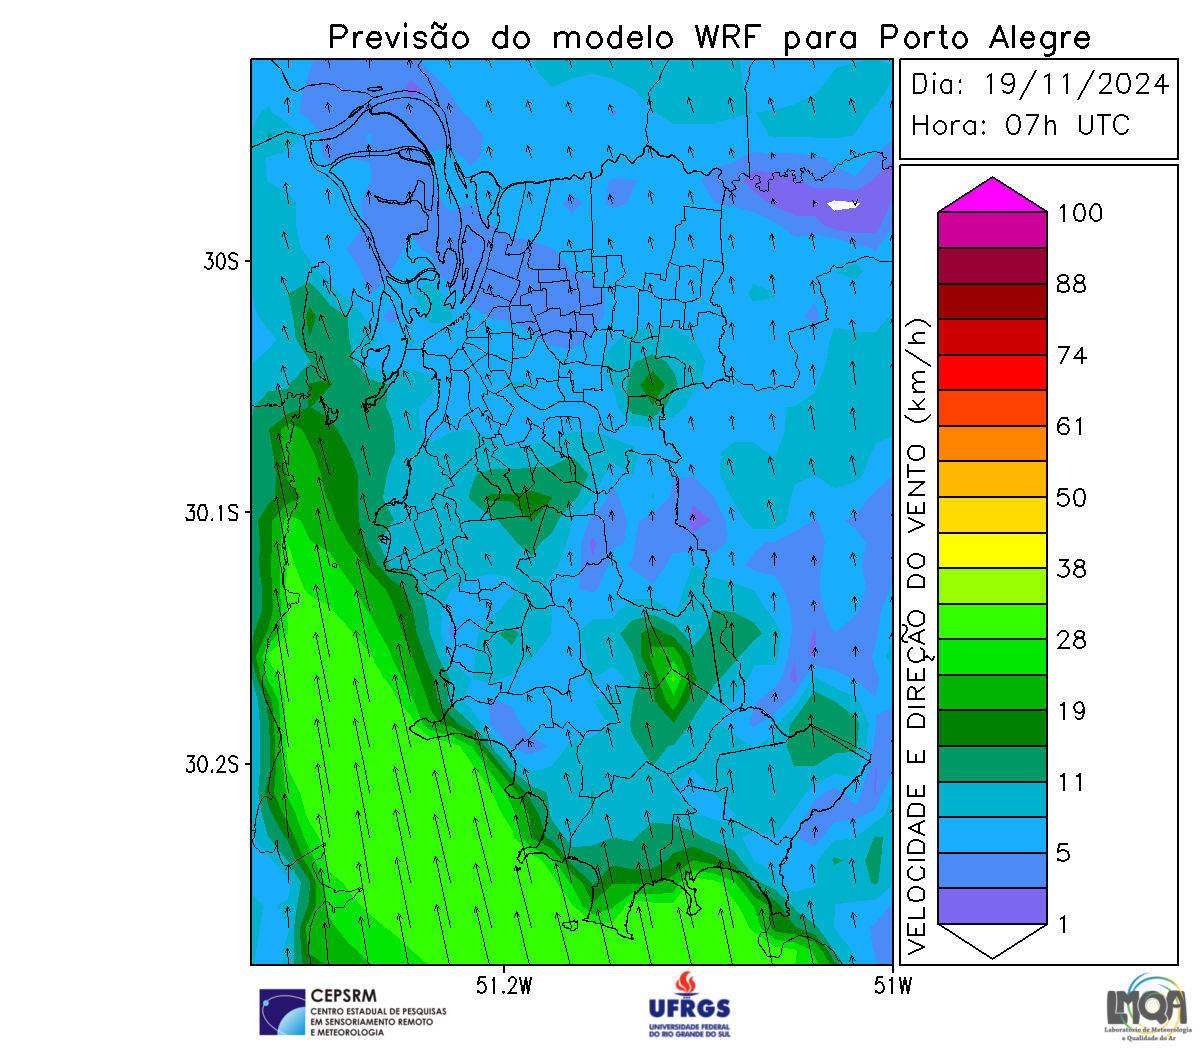 Previsão do modelo WRF para Porto Alegre
Dia: 19/11/2024
Hora: 07h UTC
30S
30.1S
30.2S
51.2W
51W
VELOCIDADE E DIREÇÃO DO VENTO (km/h)
100
88
74
61
50
38
28
19
11
5
1
CEPSRM
CENTRO ESTADUAL DE PESQUISAS
EM SENSORIAMENTO REMOTO
E METEOROLOGIA
UFRGS
UNIVERSIDADE FEDERAL
DO RIO GRANDE DO SUL
LMQA
Laboratório de Meteorologia
e Qualidade do Ar